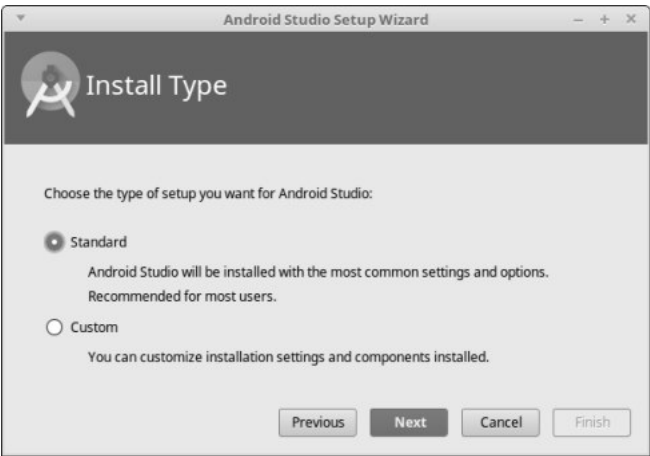 Android Studio Setup Wizard
Install Type
Choose the type of setup you want for Android Studio:
Standard
Android Studio will be installed with the most common settings and options.
Recommended for most users.
Custom
You can customize installation settings and components installed.
Previous Next Cancel Finish